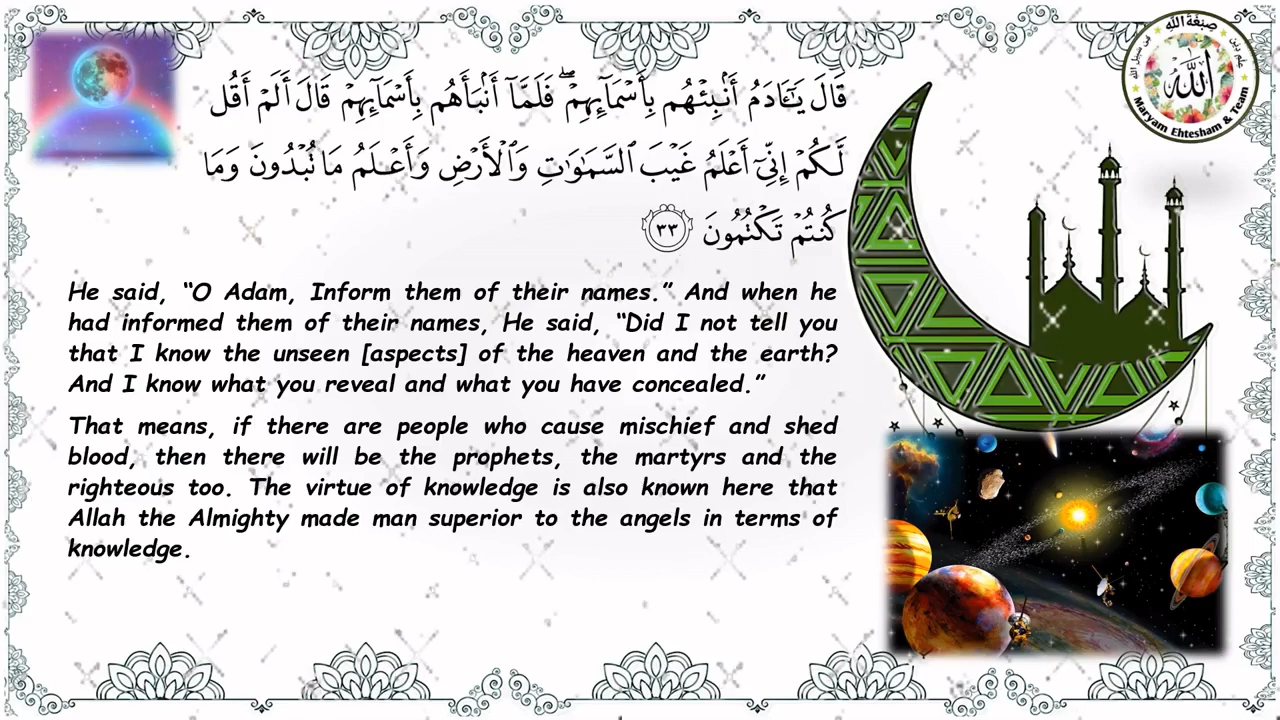 قَالَ يَـٰٓـَٔادَمُ أَنۢبِئْهُم بِأَسْمَآئِهِمْ ۖ فَلَمَّآ أَنۢبَأَهُم بِأَسْمَآئِهِمْ قَالَ أَلَمْ أَقُل
لَّكُمْ إِنِّىٓ أَعْلَمُ غَيْبَ ٱلسَّمَـٰوَٰتِ وَٱلْأَرْضِ وَأَعْلَمُ مَا تُبْدُونَ وَمَا
كُنتُمْ تَكْتُمُونَ ٣٣
He said, “O Adam, Inform them of their names.” And when he
had informed them of their names, He said, “Did I not tell you
that I know the unseen [aspects] of the heaven and the earth?
And I know what you reveal and what you have concealed.”
That means, if there are people who cause mischief and shed
blood, then there will be the prophets, the martyrs and the
righteous too. The virtue of knowledge is also known here that
Allah the Almighty made man superior to the angels in terms of
knowledge.
صِبْغَةَ اللّٰهِ
الله
Maryam Ehtesham & Team